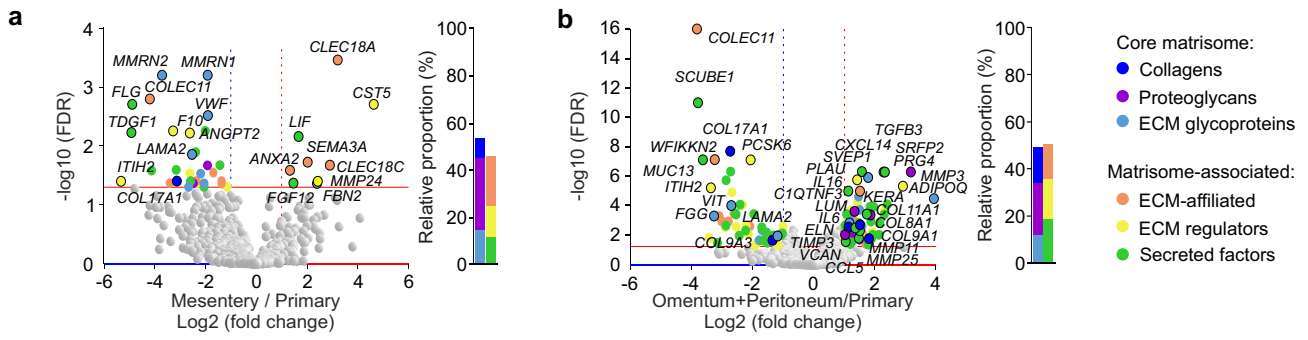 a
-log10 (FDR)
4
3
2
1
0
CLEC18A
MMRN2 MMRN1
COLEC11
FLG
CST5
VWF
TDGF1
F10
ANGPT2
LIF
LAMA2
SEMA3A
ANXA2
CLEC18C
ITIH2
MMP24
COL17A1
FGF12
FBN2
-6 -4 -2 0 2 4 6
Mesentery / Primary
Log2 (fold change)
Relative proportion (%)
100
80
60
40
20
0
b
-log10 (FDR)
16
14
12
10
8
6
4
2
0
COLEC11
SCUBE1
TGFB3
COL17A1
CXCL14
SRFP2
WFIKKN2
PCSK6
SVEP1
PRG4
MUC13
PLAU
MMP3
ITIH2
IL16
ADIPOQ
C1QTNF3
KERA
VIT
LUM
COL11A1
FGG
LAMA2
IL6
COL8A1
ELN
COL9A1
COL9A3
TIMP3
MMP11
VCAN
MMP25
CCL5
-6 -4 -2 0 2 4
Omentum+Peritoneum/Primary
Log2 (fold change)
Relative proportion (%)
100
80
60
40
20
0
Core matrisome:
Collagens
Proteoglycans
ECM glycoproteins
Matrisome-associated:
ECM-affiliated
ECM regulators
Secreted factors